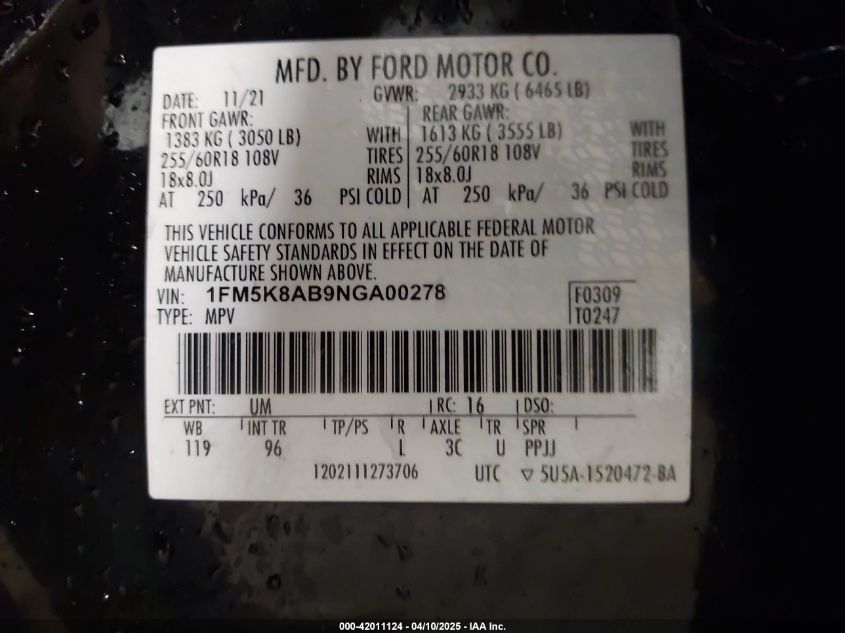 MFD. BY FORD MOTOR CO.
DATE: 11/21 GVWR: 2933 KG ( 6465 LB)
FRONT GAWR: REAR GAWR:
1383 KG ( 3050 LB) WITH 1613 KG ( 3555 LB) WITH
255/60R18 108V TIRES 255/60R18 108V TIRES
18x8.0J RIMS 18x8.0J RIMS
AT 250 kPa/ 36 PSI COLD AT 250 kPa/ 36 PSI COLD
THIS VEHICLE CONFORMS TO ALL APPLICABLE FEDERAL MOTOR
VEHICLE SAFETY STANDARDS IN EFFECT ON THE DATE OF
MANUFACTURE SHOWN ABOVE.
VIN: 1FM5K8AB9NGA00278 F0309
TYPE: MPV T0247
EXT PNT: UM RC: 16 DSO:
WB INT TR TP/PS R AXLE TR SPR
119 96 L 3C U PPJJ
1202111273706 UTC ▽ 5U5A-1520472-BA
000-42011124 - 04/10/2025 - IAA Inc.